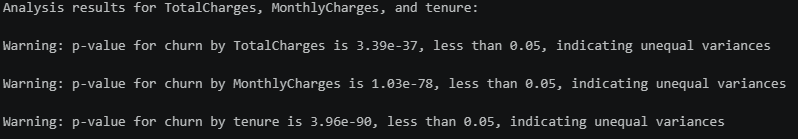 Analysis results for TotalCharges, MonthlyCharges, and tenure:
Warning: p-value for churn by TotalCharges is 3.39e-37, less than 0.05, indicating unequal variances
Warning: p-value for churn by MonthlyCharges is 1.03e-78, less than 0.05, indicating unequal variances
Warning: p-value for churn by tenure is 3.96e-90, less than 0.05, indicating unequal variances